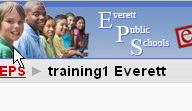 Everett
Public
Schools
e
EPS ► training1 Everett